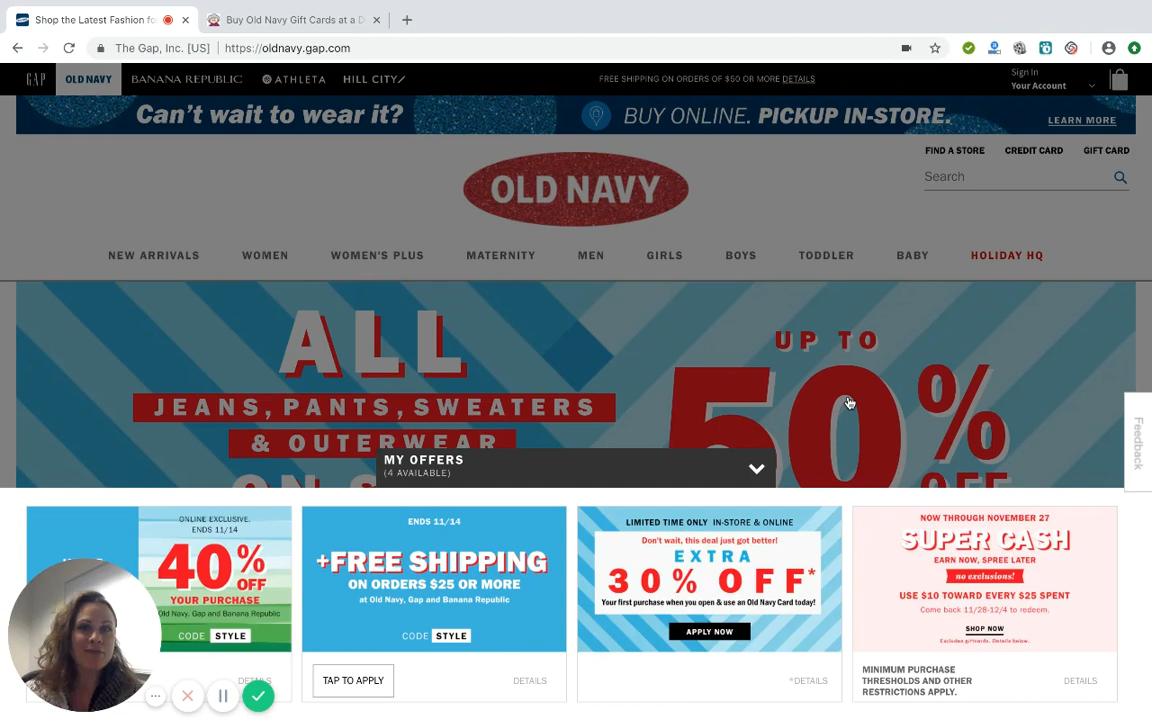 Shop the Latest Fashion fo
Buy Old Navy Gift Cards at a D
The Gap, Inc. [US] https://oldnavy.gap.com
GAP OLD NAVY BANANA REPUBLIC ATHLETA HILL CITY
FREE SHIPPING ON ORDERS OF $50 OR MORE DETAILS
Sign In
Your Account
Can't wait to wear it? BUY ONLINE. PICKUP IN-STORE. LEARN MORE
FIND A STORE CREDIT CARD GIFT CARD
Search
OLD NAVY
NEW ARRIVALS WOMEN WOMEN'S PLUS MATERNITY MEN GIRLS BOYS TODDLER BABY HOLIDAY HQ
ALL
JEANS, PANTS, SWEATERS
& OUTERWEAR
UP TO
50%
OFF
Feedback
MY OFFERS
(4 AVAILABLE)
ONLINE EXCLUSIVE.
ENDS 11/14
40% OFF
YOUR PURCHASE
Old Navy, Gap and Banana Republic
CODE STYLE
DETAILS
ENDS 11/14
+FREE SHIPPING
ON ORDERS $25 OR MORE
at Old Navy, Gap and Banana Republic
CODE STYLE
TAP TO APPLY
DETAILS
LIMITED TIME ONLY IN-STORE & ONLINE
Don't wait, this deal just got better!
EXTRA
30% OFF*
Your first purchase when you open & use an Old Navy Card today!
APPLY NOW
*DETAILS
NOW THROUGH NOVEMBER 27
SUPER CASH
EARN NOW, SPREE LATER
no exclusions!
USE $10 TOWARD EVERY $25 SPENT
Come back 11/28-12/4 to redeem.
SHOP NOW
Excludes giftcards. Details below.
MINIMUM PURCHASE
THRESHOLDS AND OTHER
RESTRICTIONS APPLY.
DETAILS